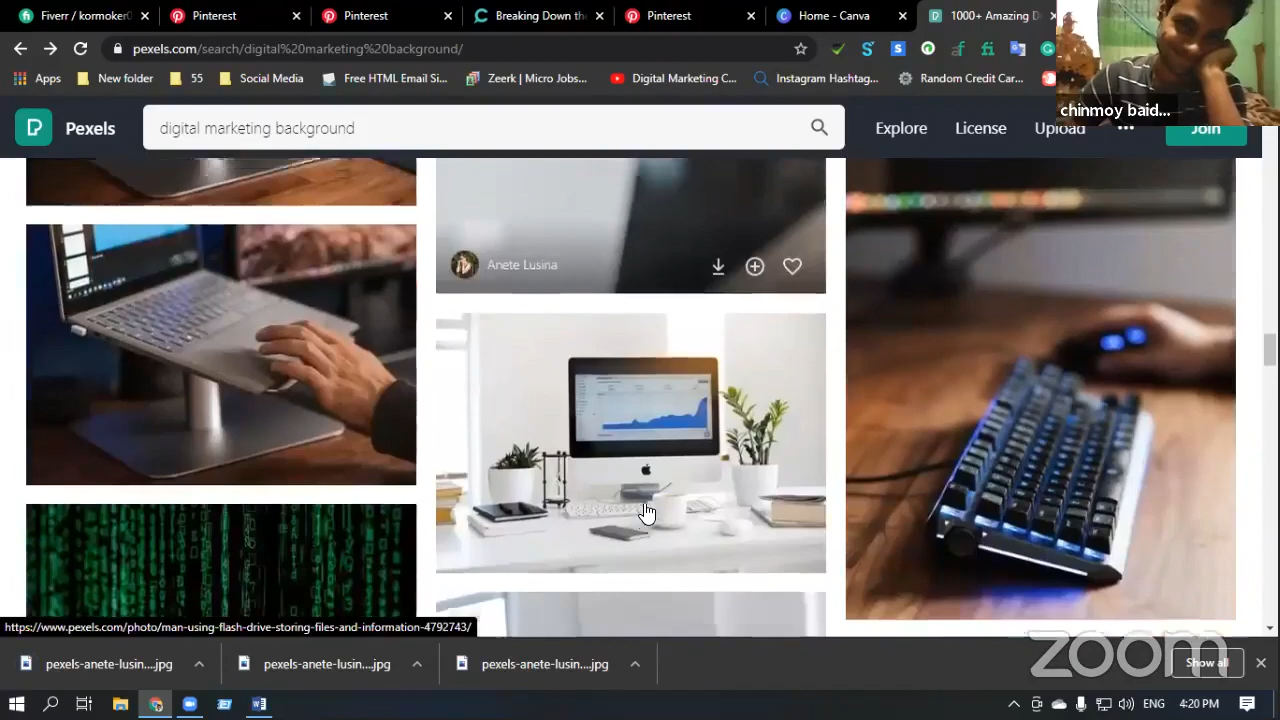 Fiverr / kormoker0
Pinterest
Pinterest
Breaking Down the
Pinterest
Home - Canva
1000+ Amazing D
pexels.com/search/digital%20marketing%20background/
Apps
New folder
55
Social Media
Free HTML Email Si...
Zeerk | Micro Jobs...
Digital Marketing C...
Instagram Hashtag...
Random Credit Car...
chinmoy baid...
Pexels
digital marketing background
Explore
License
Upload
...
Join
Anete Lusina
https://www.pexels.com/photo/man-using-flash-drive-storing-files-and-information-4792743/
zoom
pexels-anete-lusin....jpg
pexels-anete-lusin....jpg
pexels-anete-lusin....jpg
Show all
ENG
4:20 PM